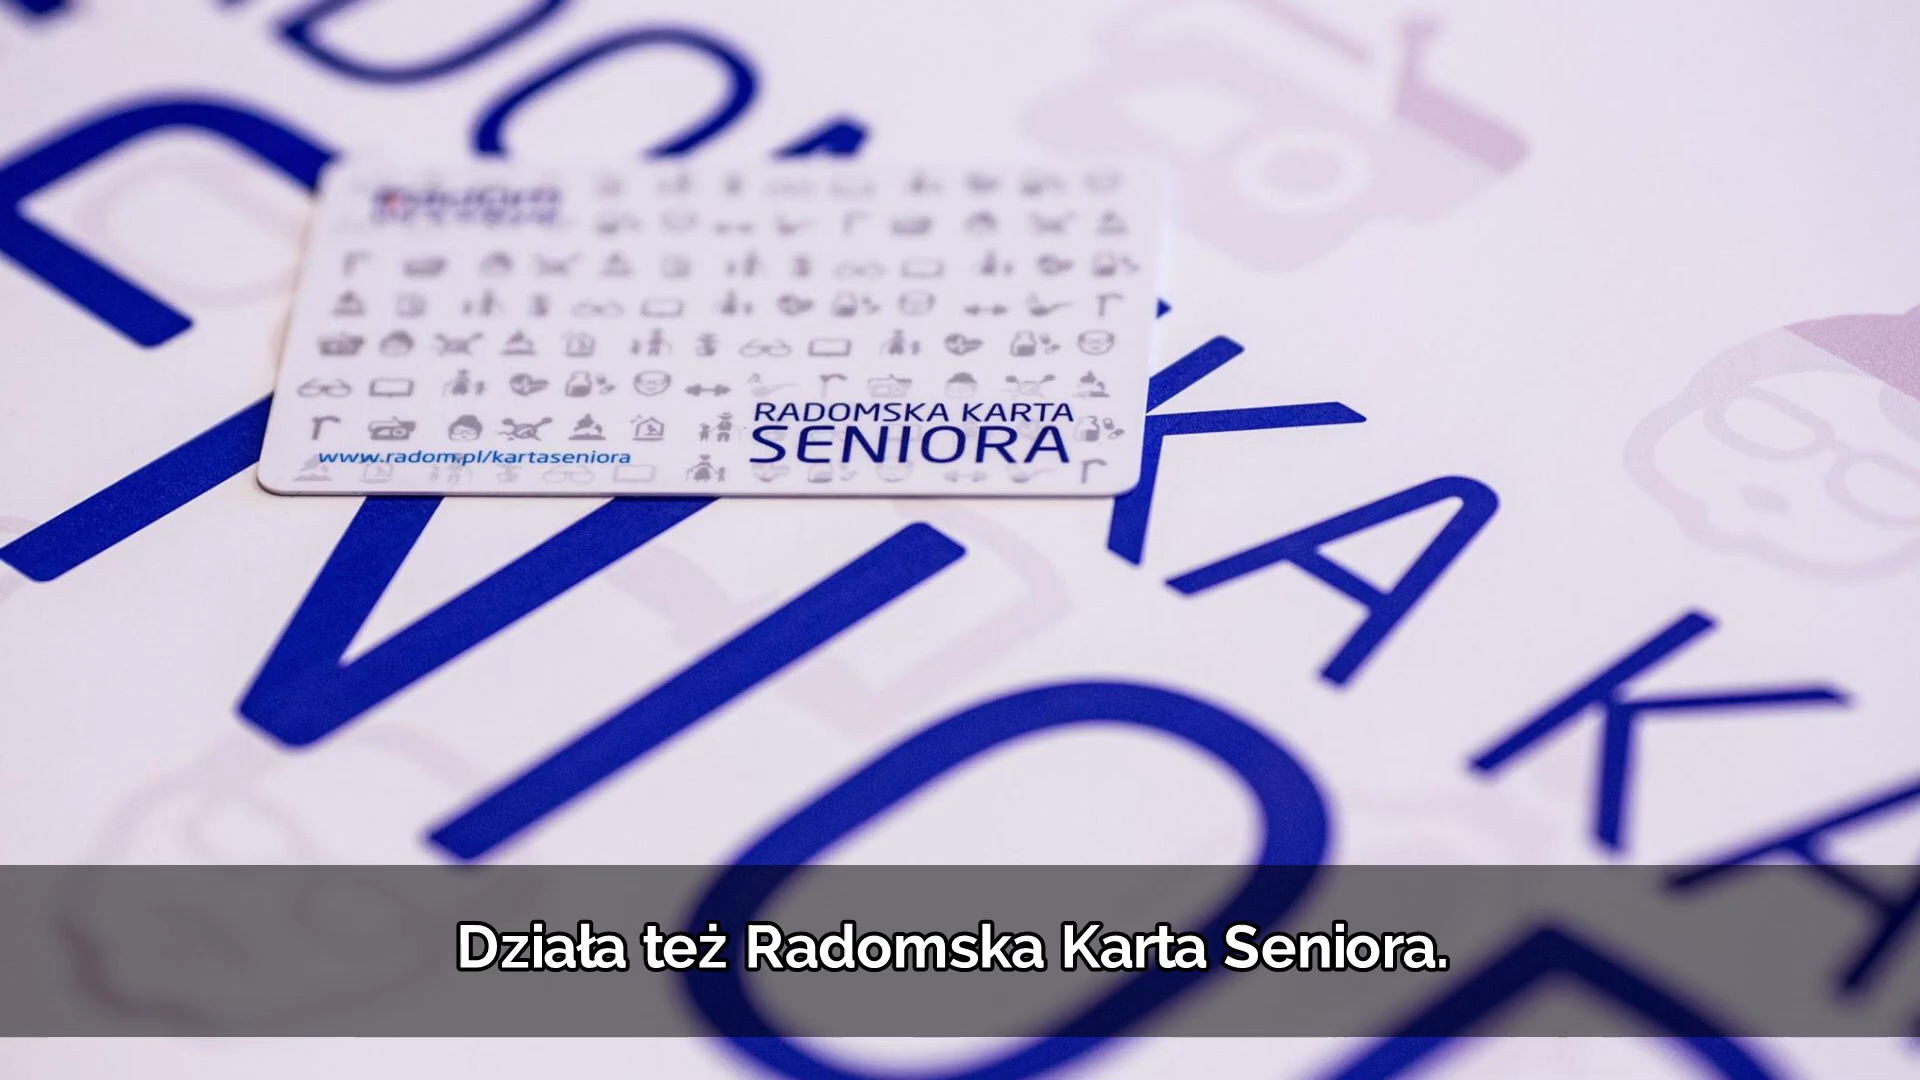 RADOMSKA KARTA
SENIORA
www.radom.pl/kartaseniora
Działa też Radomska Karta Seniora.